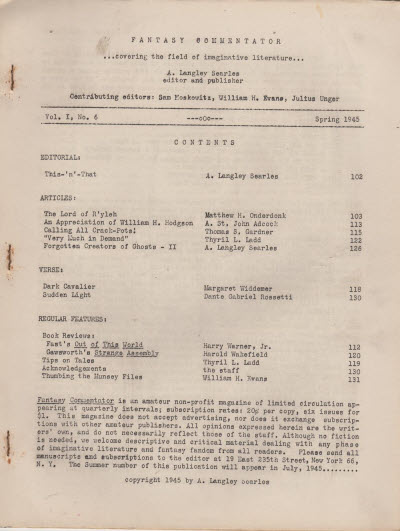 FANTASY COMMENTATOR
...covering the field of imaginative literature...
A. Langley Searles
editor and publisher
Contributing editors: Sam Moskovitz, William H. Evans, Julius Unger
Vol. I, No. 6 ---oOo--- Spring 1945
CONTENTS
EDITORIAL:
This-'n'-That A. Langley Searles 102
ARTICLES:
The Lord of R'lyeh Matthew H. Onderdonk 103
An Appreciation of William H. Hodgson A. St. John Adcock 113
Calling All Crack-Pots! Thomas S. Gardner 115
"Very Much in Demand" Thyril L. Ladd 122
Forgotten Creators of Ghosts - II A. Langley Searles 126
VERSE:
Dark Cavalier Margaret Widdemer 118
Sudden Light Dante Gabriel Rossetti 130
REGULAR FEATURES:
Book Reviews:
Fast's Out of This World Harry Warner, Jr. 112
Gawsworth's Strange Assembly Harold Wakefield 120
Tips on Tales Thyril L. Ladd 119
Acknowledgements the staff 130
Thumbing the Munsey Files William H. Evans 131
Fantasy Commentator is an amateur non-profit magazine of limited circulation ap-
pearing at quarterly intervals; subscription rates: 20¢ per copy, six issues for
$1. This magazine does not accept advertising, nor does it exchange subscrip-
tions with other amateur publishers. All opinions expressed herein are the writ-
ers' own, and do not necessarily reflect those of the staff. Although no fiction
is needed, we welcome descriptive and critical material dealing with any phase
of imaginative literature and fantasy fandom from all readers. Please send all
manuscripts and subscriptions to the editor at 19 East 235th Street, New York 66,
N. Y. The Summer number of this publication will appear in July, 1945.........
copyright 1945 by A. Langley Searles